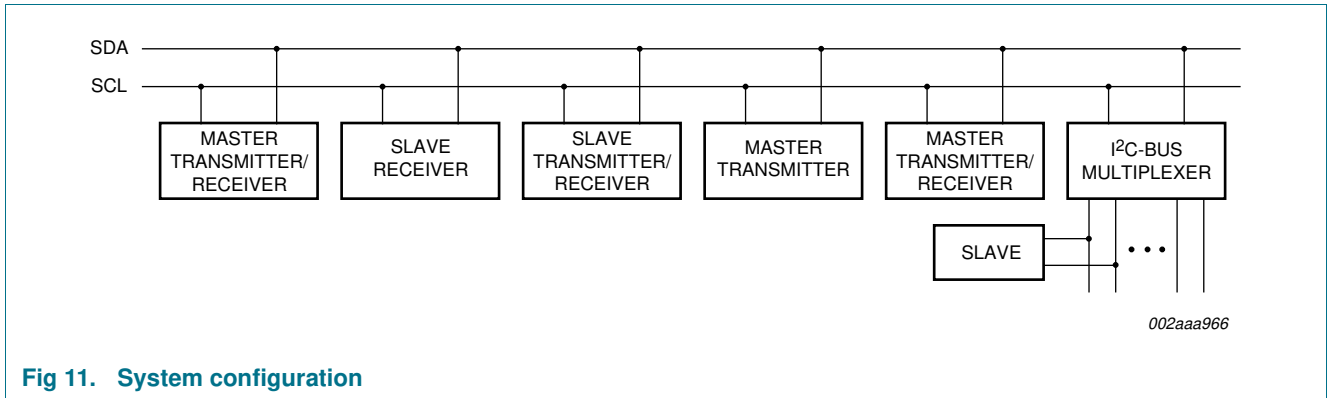 SDA
SCL
MASTER
TRANSMITTER/
RECEIVER
SLAVE
RECEIVER
SLAVE
TRANSMITTER/
RECEIVER
MASTER
TRANSMITTER
MASTER
TRANSMITTER/
RECEIVER
I²C-BUS
MULTIPLEXER
SLAVE
002aaa966
Fig 11. System configuration